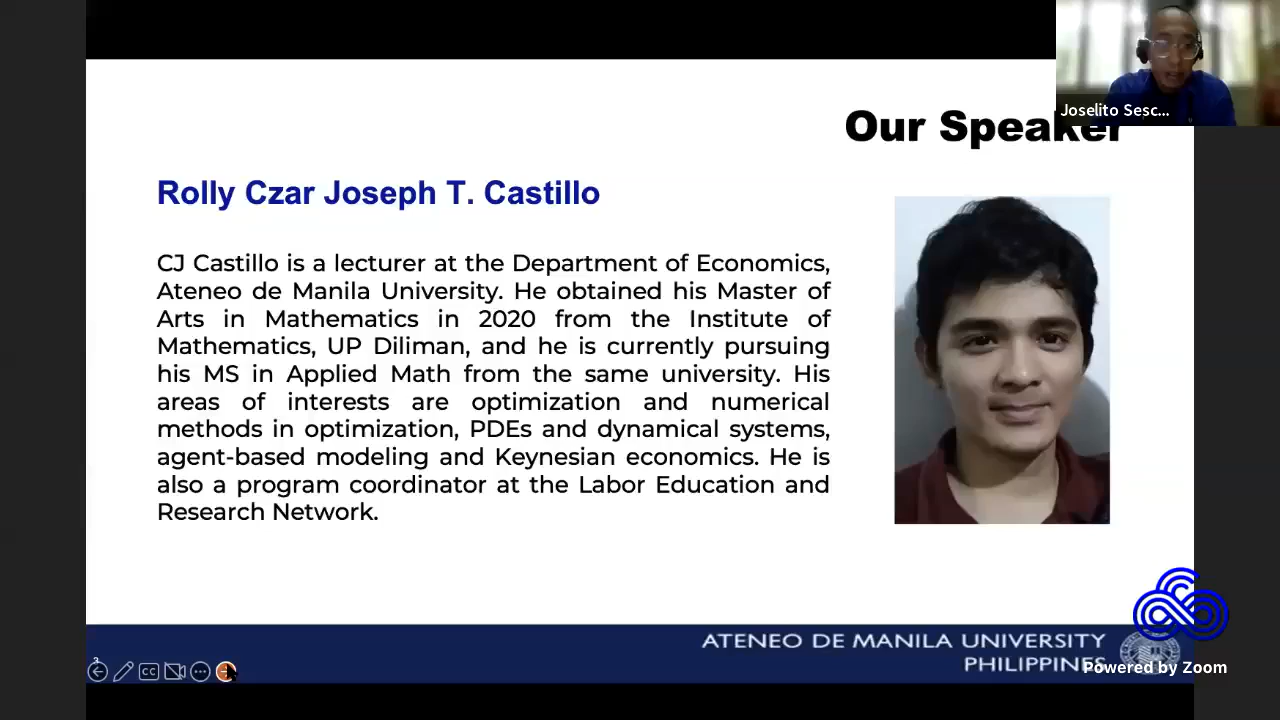 Joselito Sesc...
Our Speaker
Rolly Czar Joseph T. Castillo
CJ Castillo is a lecturer at the Department of Economics,
Ateneo de Manila University. He obtained his Master of
Arts in Mathematics in 2020 from the Institute of
Mathematics, UP Diliman, and he is currently pursuing
his MS in Applied Math from the same university. His
areas of interests are optimization and numerical
methods in optimization, PDEs and dynamical systems,
agent-based modeling and Keynesian economics. He is
also a program coordinator at the Labor Education and
Research Network.
ATENEO DE MANILA UNIVERSITY
PHILIPPINES
Powered by Zoom
3
CC